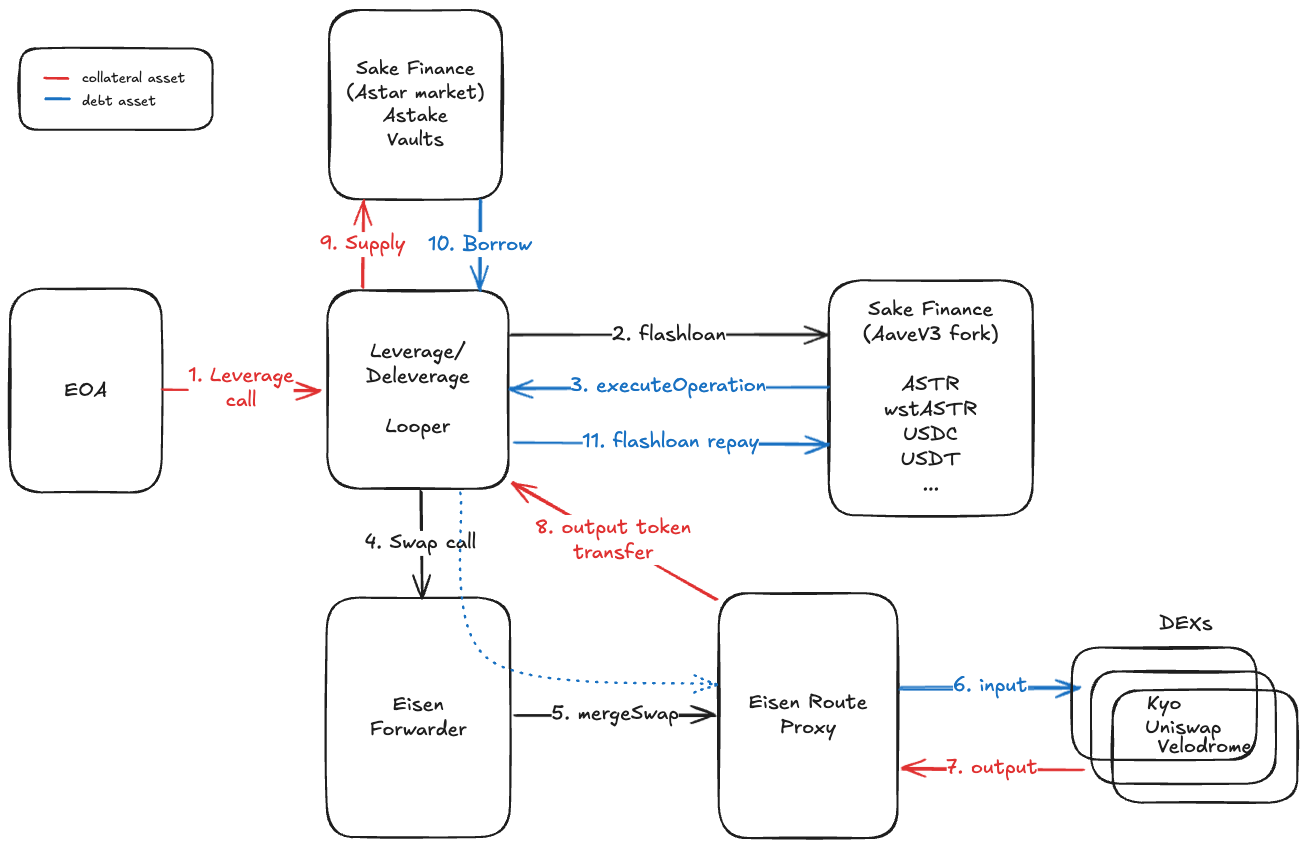 collateral asset
debt asset
Sake Finance
(Astar market)
Astake
Vaults
9. Supply
10. Borrow
EOA
1. Leverage
call
Leverage/
Deleverage
Looper
2. flashloan
3. executeOperation
11. flashloan repay
Sake Finance
(AaveV3 fork)
ASTR
wstASTR
USDC
USDT
...
4. Swap call
8. output token
transfer
Eisen
Forwarder
5. mergeSwap
Eisen Route
Proxy
6. input
7. output
DEXs
Kyo
Uniswap
Velodrome